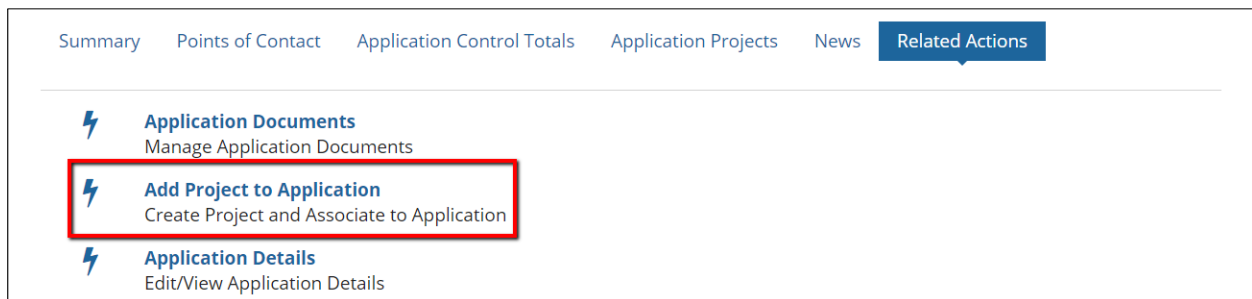 Summary Points of Contact Application Control Totals Application Projects News Related Actions
Application Documents
Manage Application Documents
Add Project to Application
Create Project and Associate to Application
Application Details
Edit/View Application Details